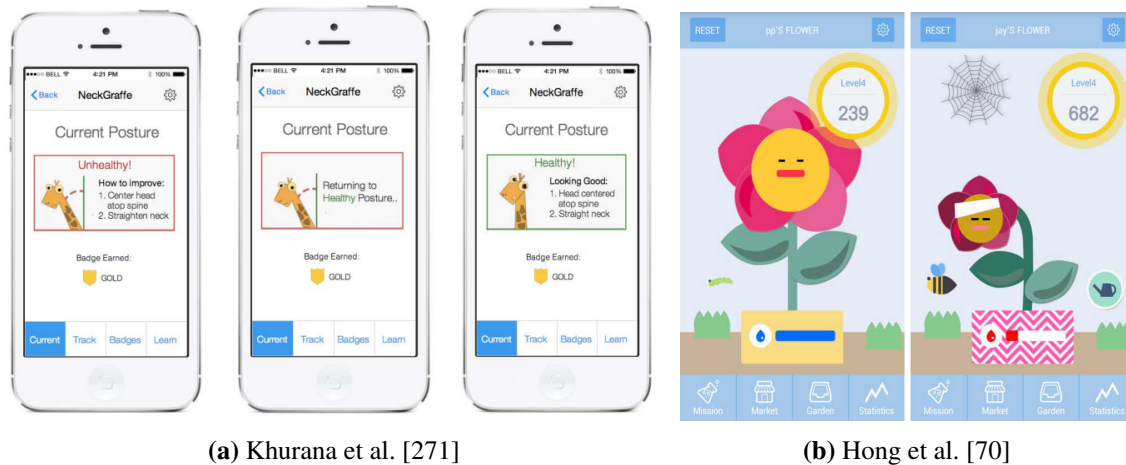 BELL 4:21 PM 100%
Back NeckGraffe
Current Posture
Unhealthy!
How to improve:
1. Center head
atop spine
2. Straighten neck
Badge Earned:
GOLD
Current Track Badges Learn
BELL 4:21 PM 100%
Back NeckGraffe
Current Posture
Returning to
Healthy Posture..
Badge Earned:
GOLD
Current Track Badges Learn
BELL 4:21 PM 100%
Back NeckGraffe
Current Posture
Healthy!
Looking Good:
1. Head centered
atop spine
2. Straight neck
Badge Earned:
GOLD
Current Track Badges Learn
RESET pp'S FLOWER
Level4
239
Mission Market Garden Statistics
RESET jay'S FLOWER
Level4
682
Mission Market Garden Statistics
(a) Khurana et al. [271]
(b) Hong et al. [70]